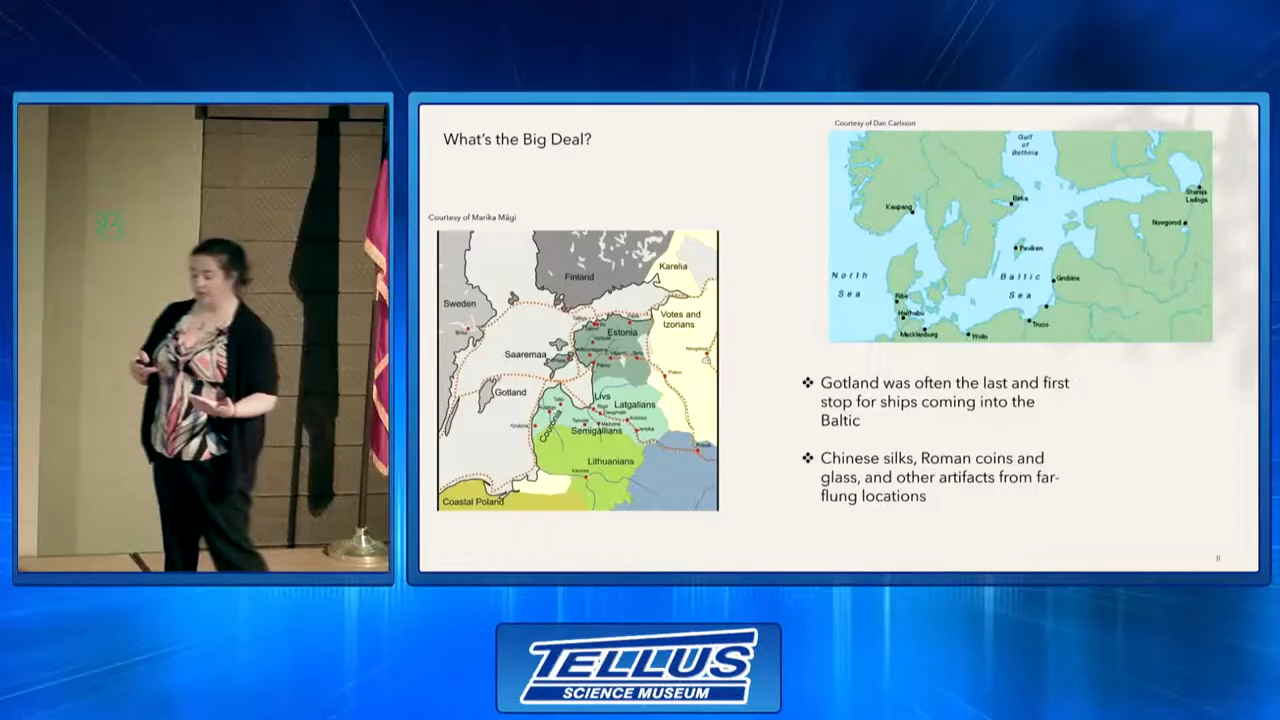 What's the Big Deal?
Courtesy of Marika Mägi
Finland
Karelia
Sweden
Votes and
Izorians
Estonia
Saaremaa
Gotland
Livs
Latgalians
Couronia
Semigallians
Lithuanians
Coastal Poland
Courtesy of Dan Carlsson
Gulf
of
Bothnia
Staraja
Ladoga
Birka
Kaupang
Novgorod
Paviken
North
Sea
Baltic
Sea
Grobina
Ribe
Haithabu
Truso
Mecklenburg
Wolin
❖ Gotland was often the last and first
stop for ships coming into the
Baltic
❖ Chinese silks, Roman coins and
glass, and other artifacts from far-
flung locations
8
TELLUS
SCIENCE MUSEUM